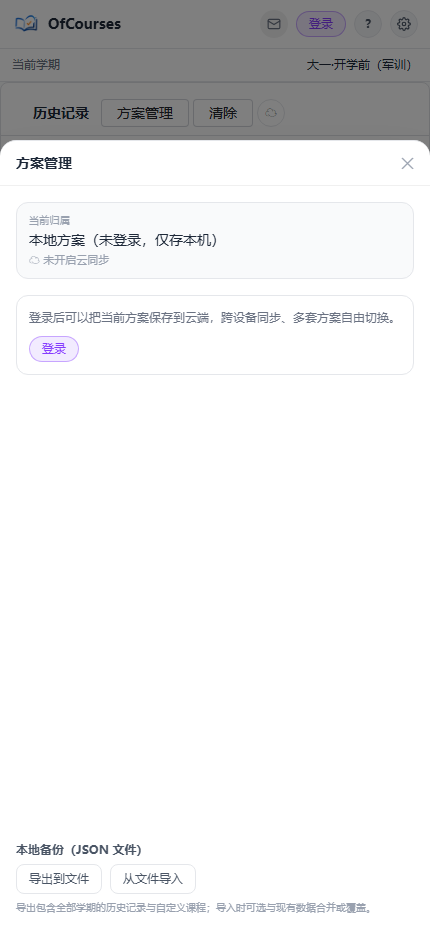 OfCourses
登录
?
当前学期
大一·开学前（军训）
历史记录
方案管理
清除
方案管理
当前归属
本地方案（未登录，仅存本机）
未开启云同步
登录后可以把当前方案保存到云端，跨设备同步、多套方案自由切换。
登录
本地备份（JSON 文件）
导出到文件
从文件导入
导出包含全部学期的历史记录与自定义课程；导入时可选与现有数据合并或覆盖。